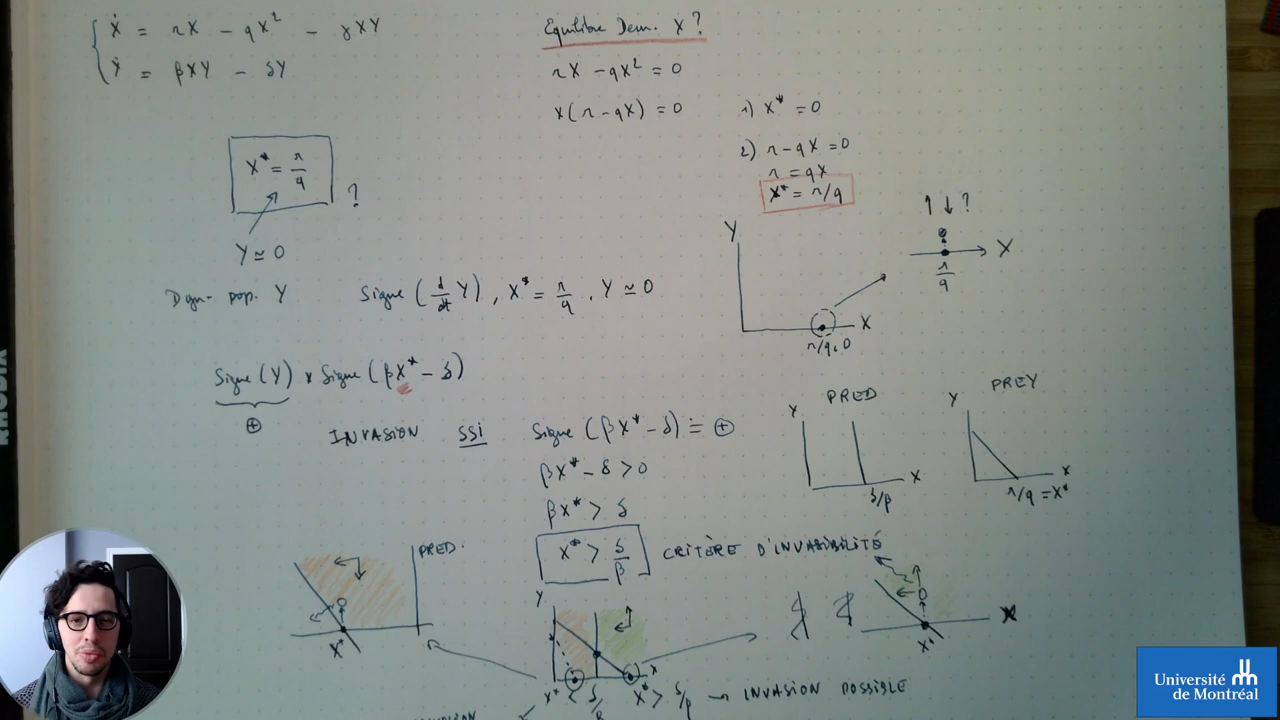 Ẋ = rX - qX² - γXY
Ẏ = βXY - δY
Equilibre Dem. X ?
rX - qX² = 0
X(r - qX) = 0
1) X* = 0
2) r - qX = 0
r = qX
X* = r/q
X* = r/q ?
Y ≃ 0
Dyn. pop. Y
Signe (d/dt Y), X* = r/q, Y ≃ 0
Y
X
r/q, 0
↑ ↓ ?
X
r/q
Signe (Y) × Signe (βX* - δ)
⊕
INVASION SSI Signe (βX* - δ) = ⊕
βX* - δ > 0
βX* > δ
X* > δ/β CRITÈRE D'INVASIBILITÉ
PRED
Y
X
δ/β
PREY
Y
X
r/q = X*
PRED.
X*
Y
X
X* < δ/β
X* > δ/β → INVASION POSSIBLE
X
X*
Université
de Montréal